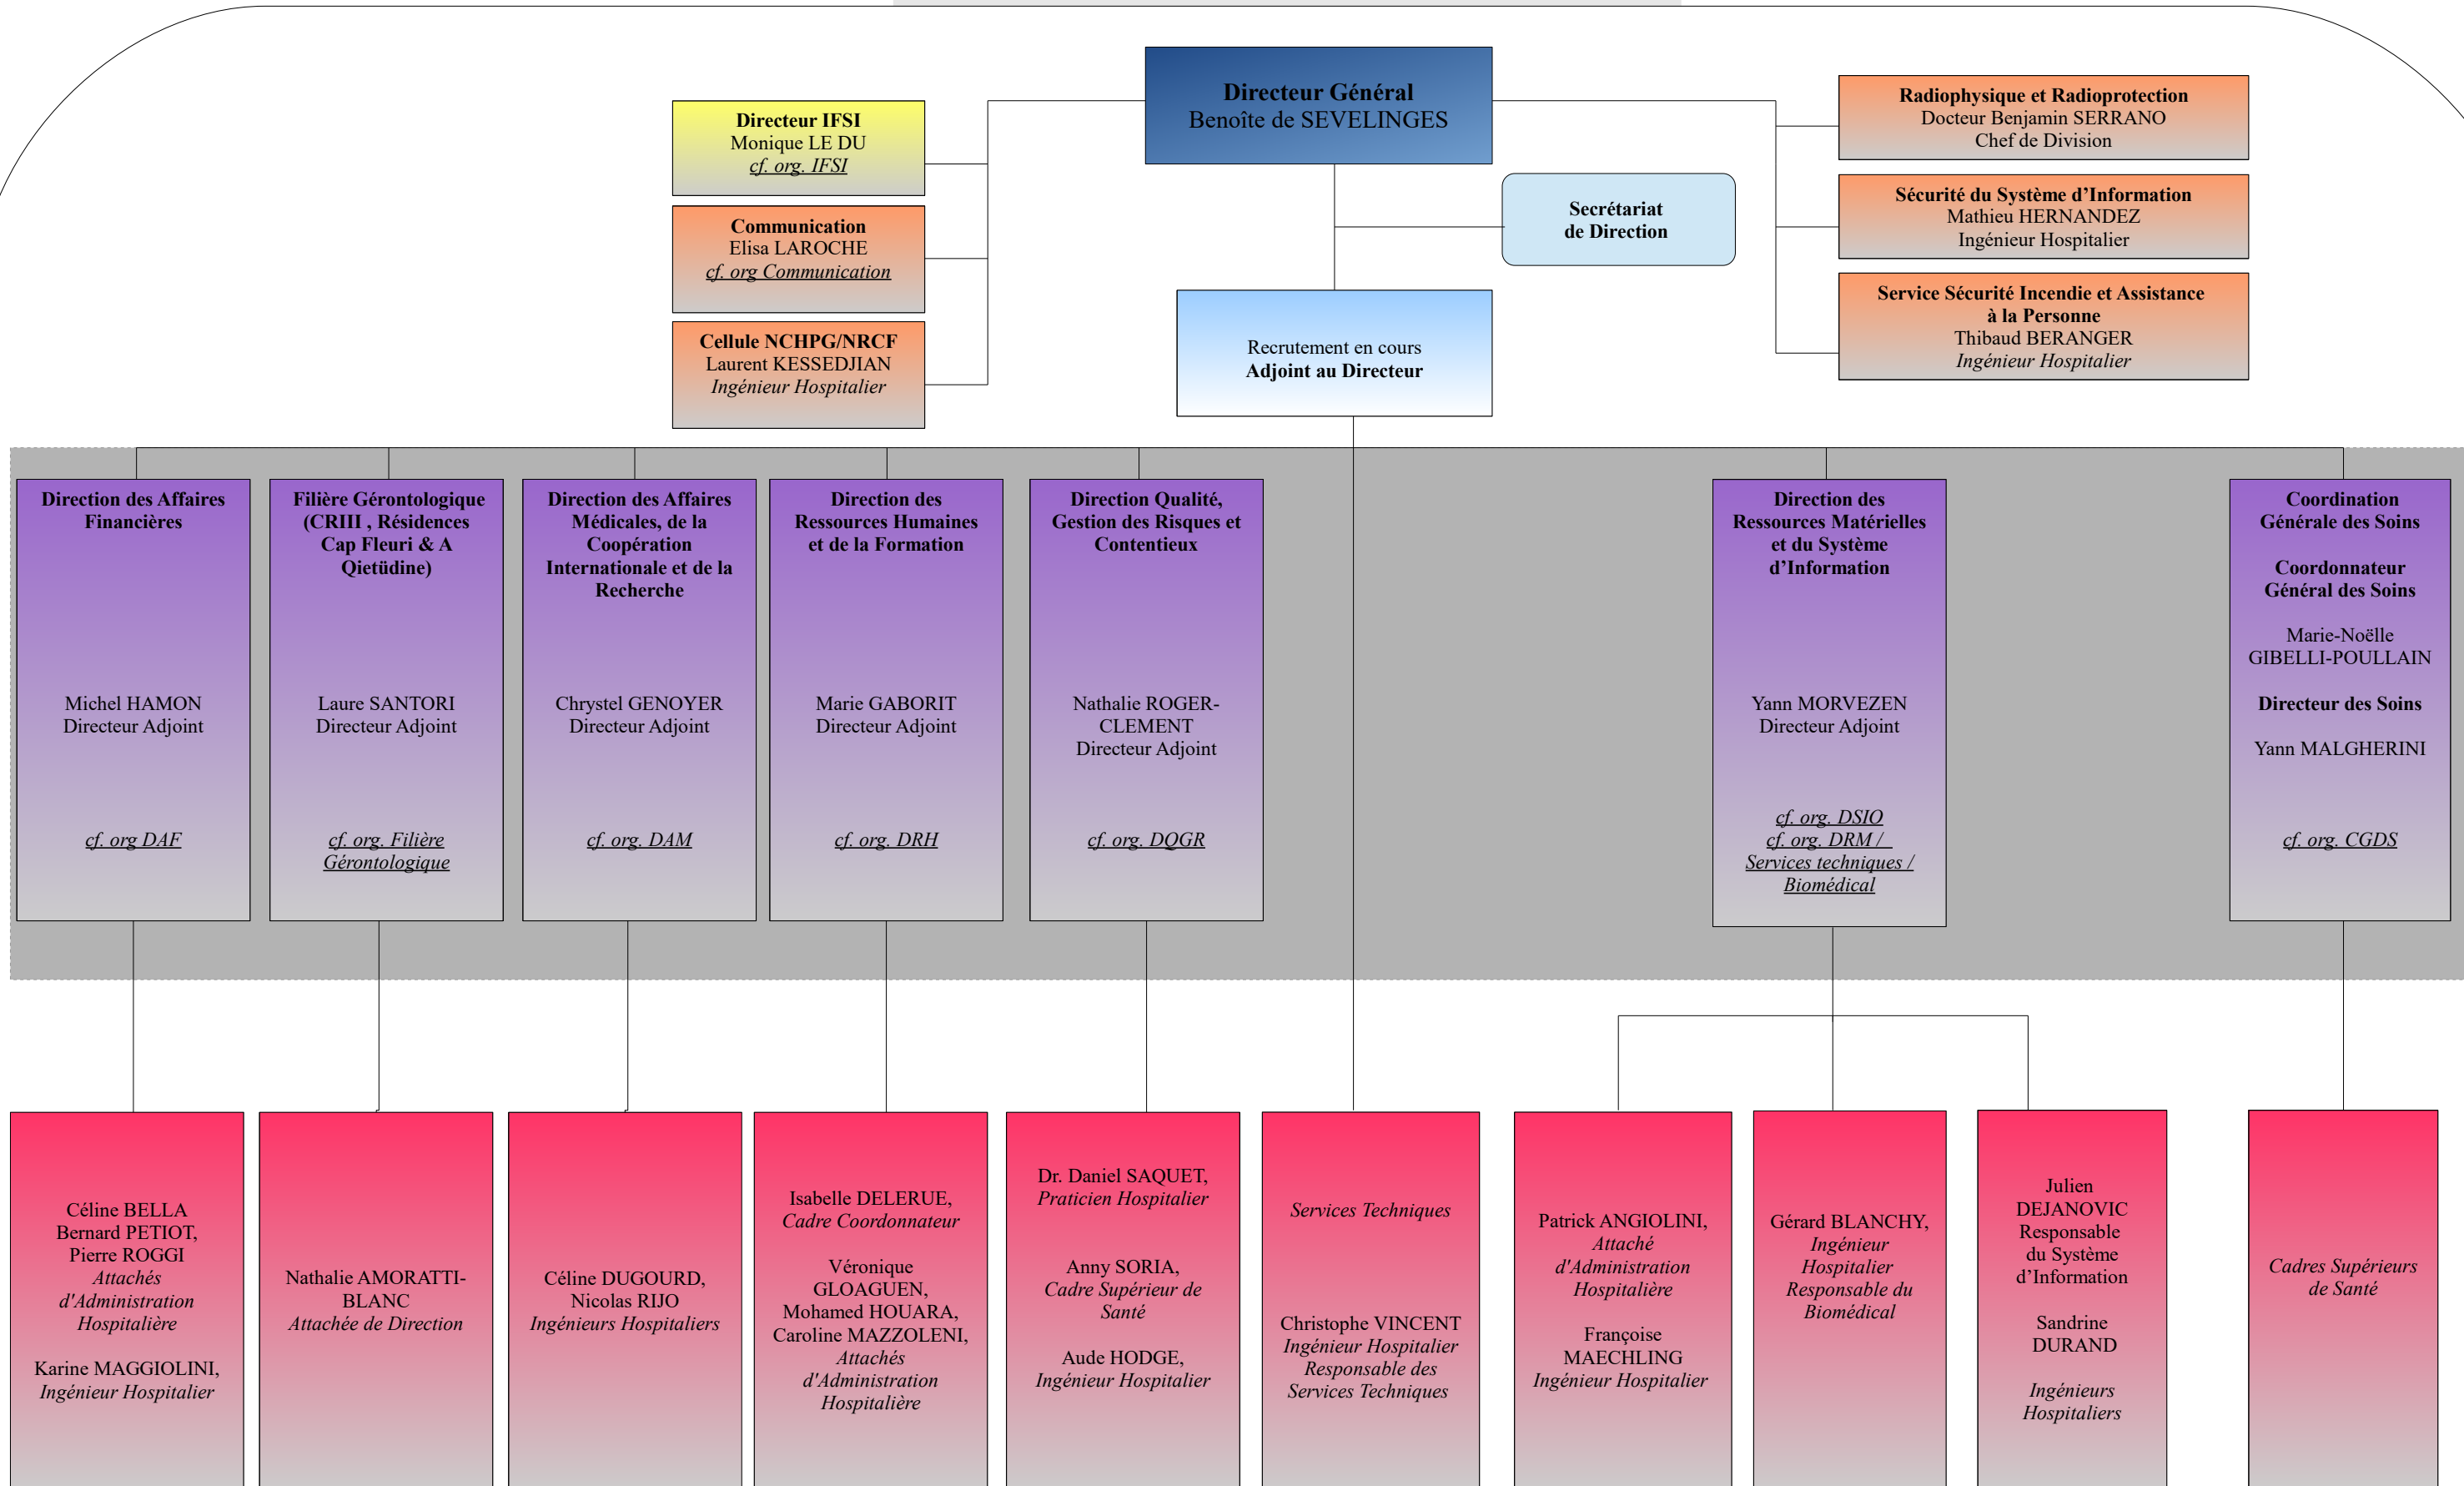 Directeur Général
Benoîte de SEVELINGES
Directeur IFSI
Monique LE DU
cf. org. IFSI
Communication
Elisa LAROCHE
cf. org Communication
Cellule NCHPG/NRCF
Laurent KESSEDJIAN
Ingénieur Hospitalier
Secrétariat
de Direction
Recrutement en cours
Adjoint au Directeur
Radiophysique et Radioprotection
Docteur Benjamin SERRANO
Chef de Division
Sécurité du Système d’Information
Mathieu HERNANDEZ
Ingénieur Hospitalier
Service Sécurité Incendie et Assistance
à la Personne
Thibaud BERANGER
Ingénieur Hospitalier
Direction des Affaires
Financières
Michel HAMON
Directeur Adjoint
cf. org DAF
Filière Gérontologique
(CRIII , Résidences
Cap Fleuri & A
Qietüdine)
Laure SANTORI
Directeur Adjoint
cf. org. Filière
Gérontologique
Direction des Affaires
Médicales, de la
Coopération
Internationale et de la
Recherche
Chrystel GENOYER
Directeur Adjoint
cf. org. DAM
Direction des
Ressources Humaines
et de la Formation
Marie GABORIT
Directeur Adjoint
cf. org. DRH
Direction Qualité,
Gestion des Risques et
Contentieux
Nathalie ROGER-
CLEMENT
Directeur Adjoint
cf. org. DQGR
Direction des
Ressources Matérielles
et du Système
d’Information
Yann MORVEZEN
Directeur Adjoint
cf. org. DSIO
cf. org. DRM /
Services techniques /
Biomédical
Coordination
Générale des Soins
Coordonnateur
Général des Soins
Marie-Noëlle
GIBELLI-POULLAIN
Directeur des Soins
Yann MALGHERINI
cf. org. CGDS
Céline BELLA
Bernard PETIOT,
Pierre ROGGI
Attachés
d'Administration
Hospitalière
Karine MAGGIOLINI,
Ingénieur Hospitalier
Nathalie AMORATTI-
BLANC
Attachée de Direction
Céline DUGOURD,
Nicolas RIJO
Ingénieurs Hospitaliers
Isabelle DELERUE,
Cadre Coordonnateur
Véronique
GLOAGUEN,
Mohamed HOUARA,
Caroline MAZZOLENI,
Attachés
d'Administration
Hospitalière
Dr. Daniel SAQUET,
Praticien Hospitalier
Anny SORIA,
Cadre Supérieur de
Santé
Aude HODGE,
Ingénieur Hospitalier
Services Techniques
Christophe VINCENT
Ingénieur Hospitalier
Responsable des
Services Techniques
Patrick ANGIOLINI,
Attaché
d'Administration
Hospitalière
Françoise
MAECHLING
Ingénieur Hospitalier
Gérard BLANCHY,
Ingénieur
Hospitalier
Responsable du
Biomédical
Julien
DEJANOVIC
Responsable
du Système
d’Information
Sandrine
DURAND
Ingénieurs
Hospitaliers
Cadres Supérieurs
de Santé